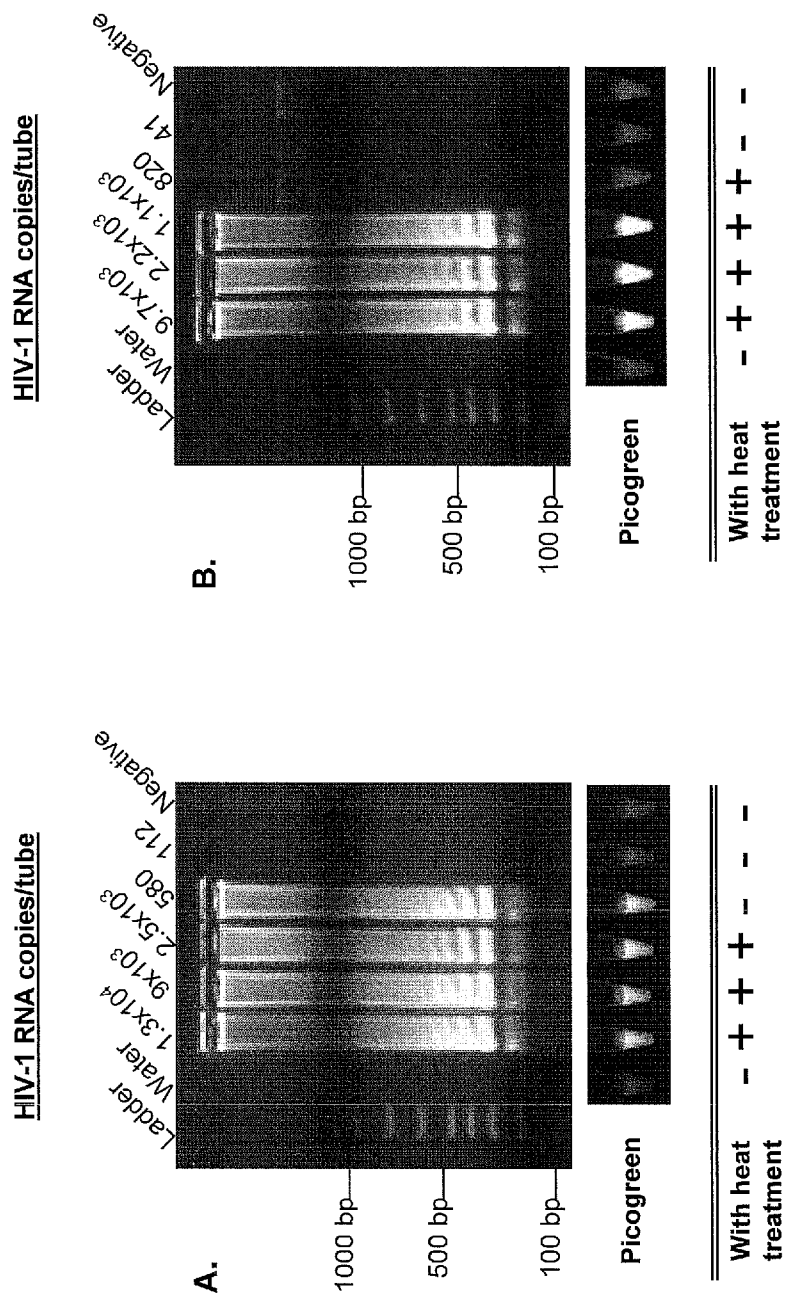 A.
HIV-1 RNA copies/tube
Ladder
Water
1.3x10⁴
9x10³
2.5x10³
580
112
Negative
1000 bp
500 bp
100 bp
Picogreen
With heat
treatment
- + + + - - -
B.
HIV-1 RNA copies/tube
Ladder
Water
9.7x10³
2.2x10³
1.1x10³
820
41
Negative
1000 bp
500 bp
100 bp
Picogreen
With heat
treatment
- + + + + - -